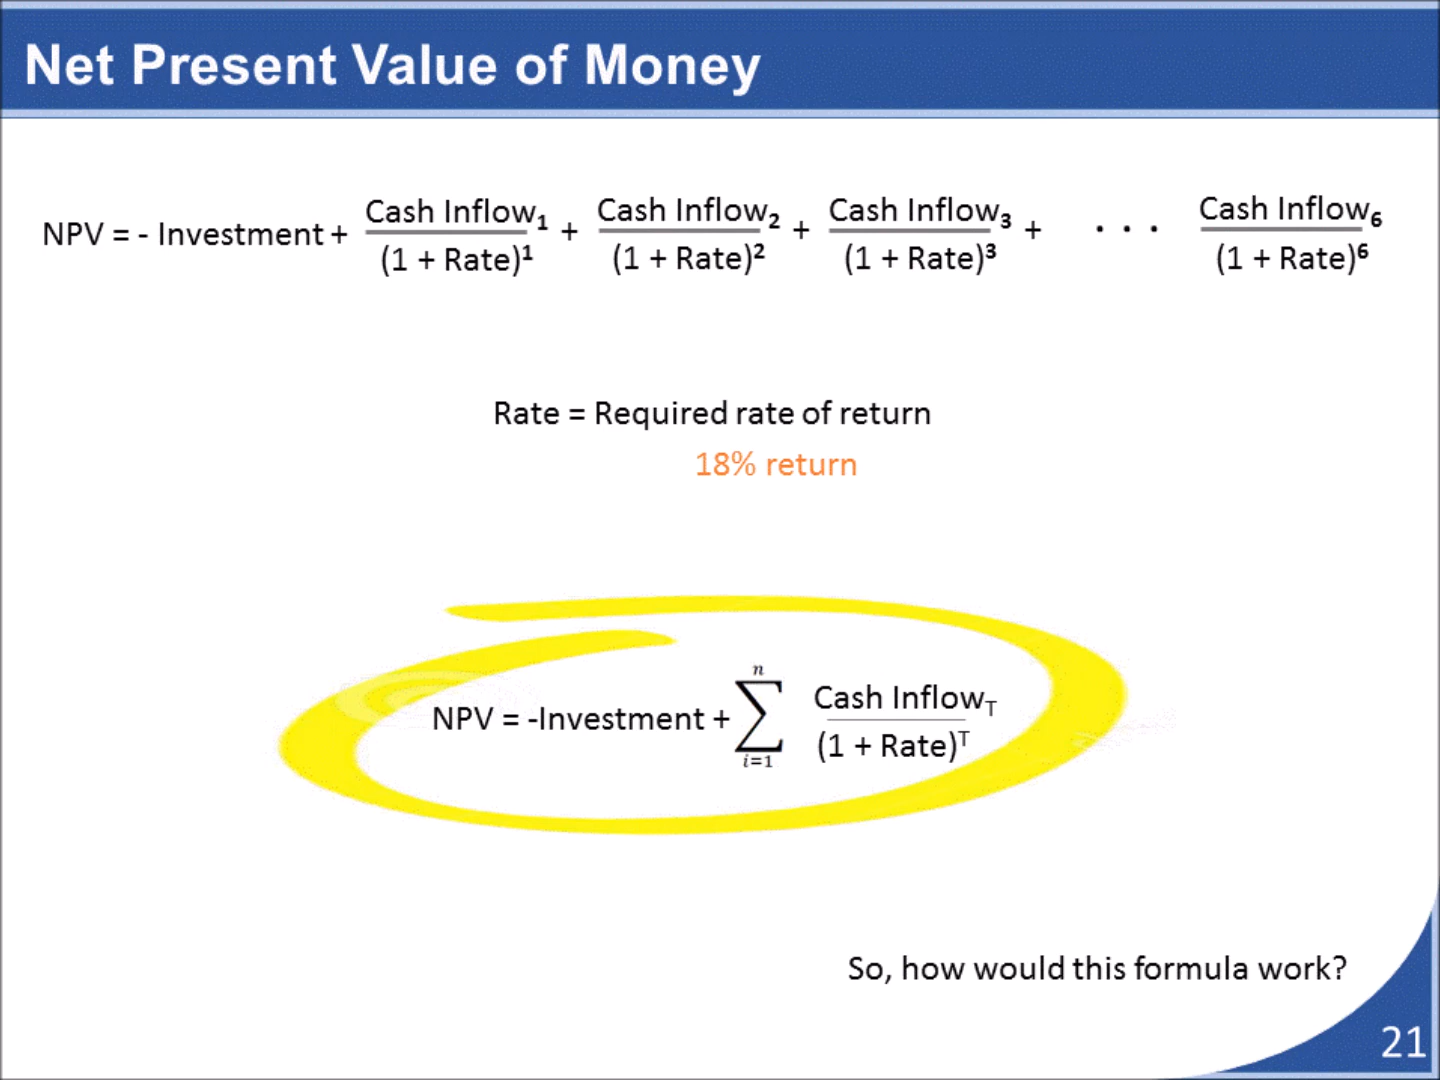 Net Present Value of Money
NPV = - Investment + Cash Inflow₁ / (1 + Rate)¹ + Cash Inflow₂ / (1 + Rate)² + Cash Inflow₃ / (1 + Rate)³ + · · · Cash Inflow₆ / (1 + Rate)⁶
Rate = Required rate of return
18% return
NPV = -Investment + ∑ n i=1 Cash Inflow_T / (1 + Rate)^T
So, how would this formula work?
21